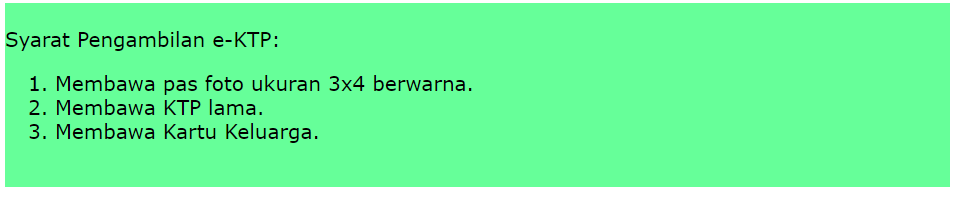 Syarat Pengambilan e-KTP:
1. Membawa pas foto ukuran 3x4 berwarna.
2. Membawa KTP lama.
3. Membawa Kartu Keluarga.